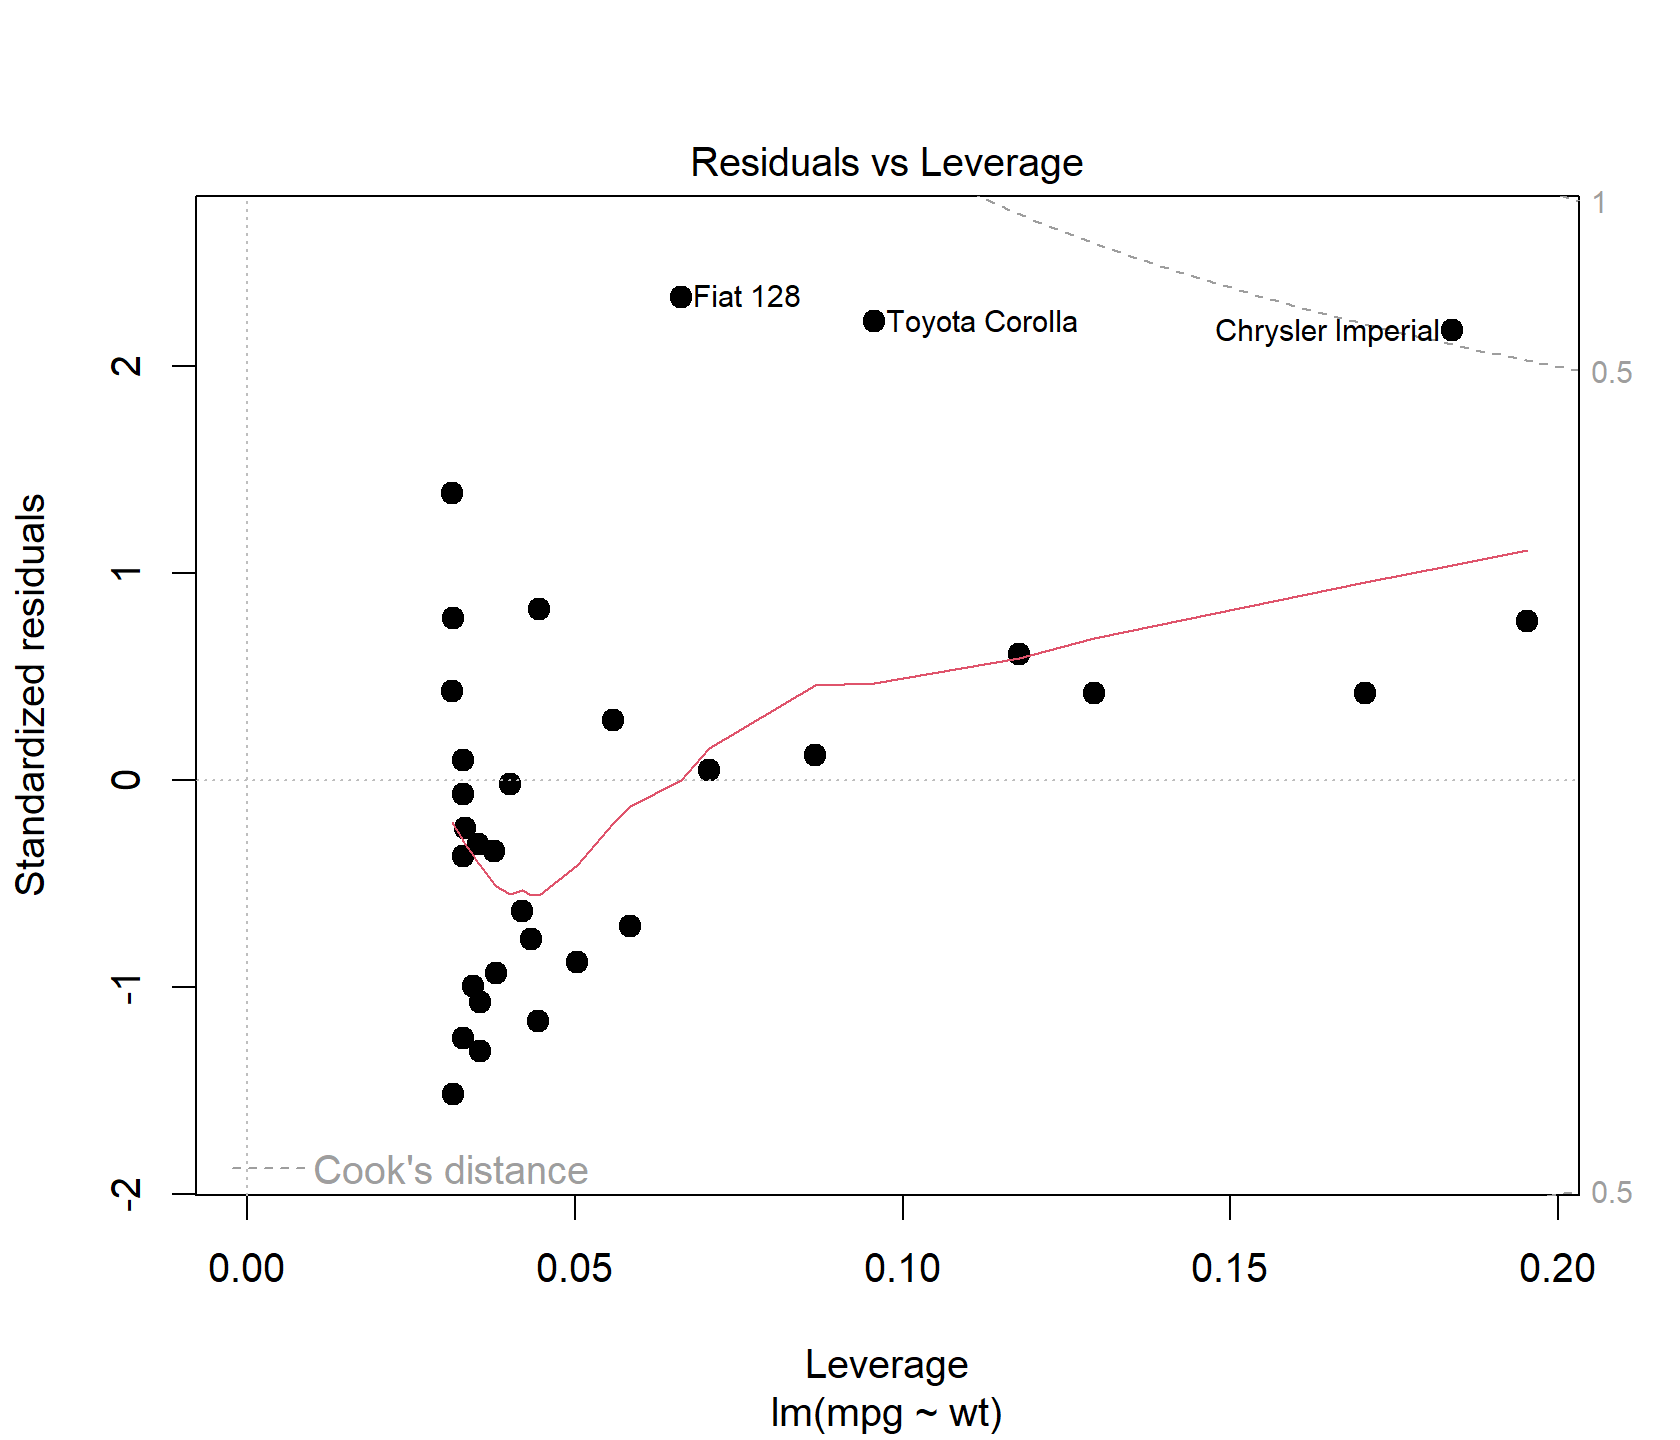 Residuals vs Leverage
1
Fiat 128
Toyota Corolla
Chrysler Imperial
2
0.5
1
Standardized residuals
0
-1
Cook's distance
-2
0.5
0.00 0.05 0.10 0.15 0.20
Leverage
lm(mpg ~ wt)